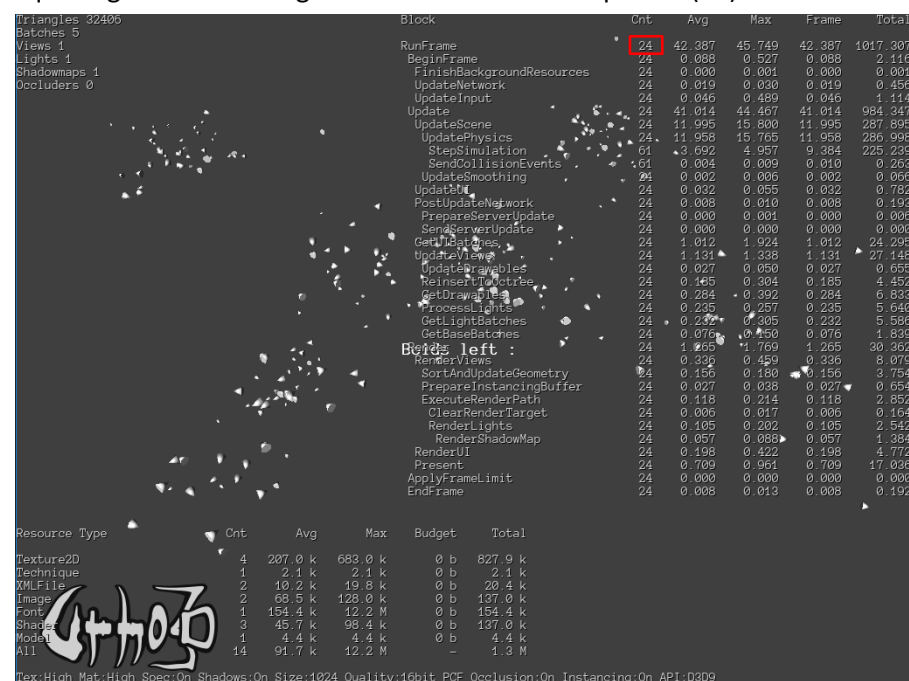 Triangles 32406
Batches 5
Views 1
Lights 1
Shadowmaps 1
Occluders 0
Block Cnt Avg Max Frame Total
RunFrame 24 42.387 45.749 42.387 1017.307
BeginFrame 24 0.088 0.527 0.088 2.116
FinishBackgroundResources 24 0.000 0.001 0.000 0.001
UpdateNetwork 24 0.019 0.030 0.019 0.456
UpdateInput 24 0.046 0.489 0.046 1.114
Update 24 41.014 44.467 41.014 984.347
UpdateScene 24 11.995 15.800 11.995 287.895
UpdatePhysics 24 11.958 15.765 11.958 286.998
StepSimulation 61 3.692 4.957 9.384 225.239
SendCollisionEvents 61 0.004 0.009 0.010 0.263
UpdateSmoothing 24 0.002 0.006 0.002 0.066
UpdateUI 24 0.032 0.055 0.032 0.782
PostUpdateNetwork 24 0.008 0.010 0.008 0.193
PrepareServerUpdate 24 0.000 0.001 0.000 0.006
SendServerUpdate 24 0.000 0.000 0.000 0.000
GetUIBatches 24 1.012 1.924 1.012 24.295
UpdateViews 24 1.131 1.338 1.131 27.148
UpdateDrawables 24 0.027 0.050 0.027 0.655
ReinsertToOctree 24 0.185 0.304 0.185 4.452
GetDrawables 24 0.284 0.392 0.284 6.833
ProcessLights 24 0.235 0.257 0.235 5.640
GetLightBatches 24 0.232 0.305 0.232 5.586
GetBaseBatches 24 0.076 0.150 0.076 1.839
Render 24 1.265 1.769 1.265 30.362
Boids left :
RenderViews 24 0.336 0.459 0.336 8.079
SortAndUpdateGeometry 24 0.156 0.180 0.156 3.754
PrepareInstancingBuffer 24 0.027 0.038 0.027 0.654
ExecuteRenderPath 24 0.118 0.214 0.118 2.852
ClearRenderTarget 24 0.006 0.017 0.006 0.164
RenderLights 24 0.105 0.202 0.105 2.542
RenderShadowMap 24 0.057 0.088 0.057 1.384
RenderUI 24 0.198 0.422 0.198 4.772
Present 24 0.709 0.961 0.709 17.036
ApplyFrameLimit 24 0.000 0.000 0.000 0.000
EndFrame 24 0.008 0.013 0.008 0.192
Resource Type Cnt Avg Max Budget Total
Texture2D 4 207.0 k 683.0 k 0 b 827.9 k
Technique 1 2.1 k 2.1 k 0 b 2.1 k
XMLFile 2 10.2 k 19.8 k 0 b 20.4 k
Image 2 68.5 k 128.0 k 0 b 137.0 k
Font 1 154.4 k 12.2 M 0 b 154.4 k
Shader 3 45.7 k 98.4 k 0 b 137.0 k
Model 1 4.4 k 4.4 k 0 b 4.4 k
All 14 91.7 k 12.2 M – 1.3 M
Tex:High Mat:High Spec:On Shadows:On Size:1024 Quality:16bit PCF Occlusion:On Instancing:On API:D3D9